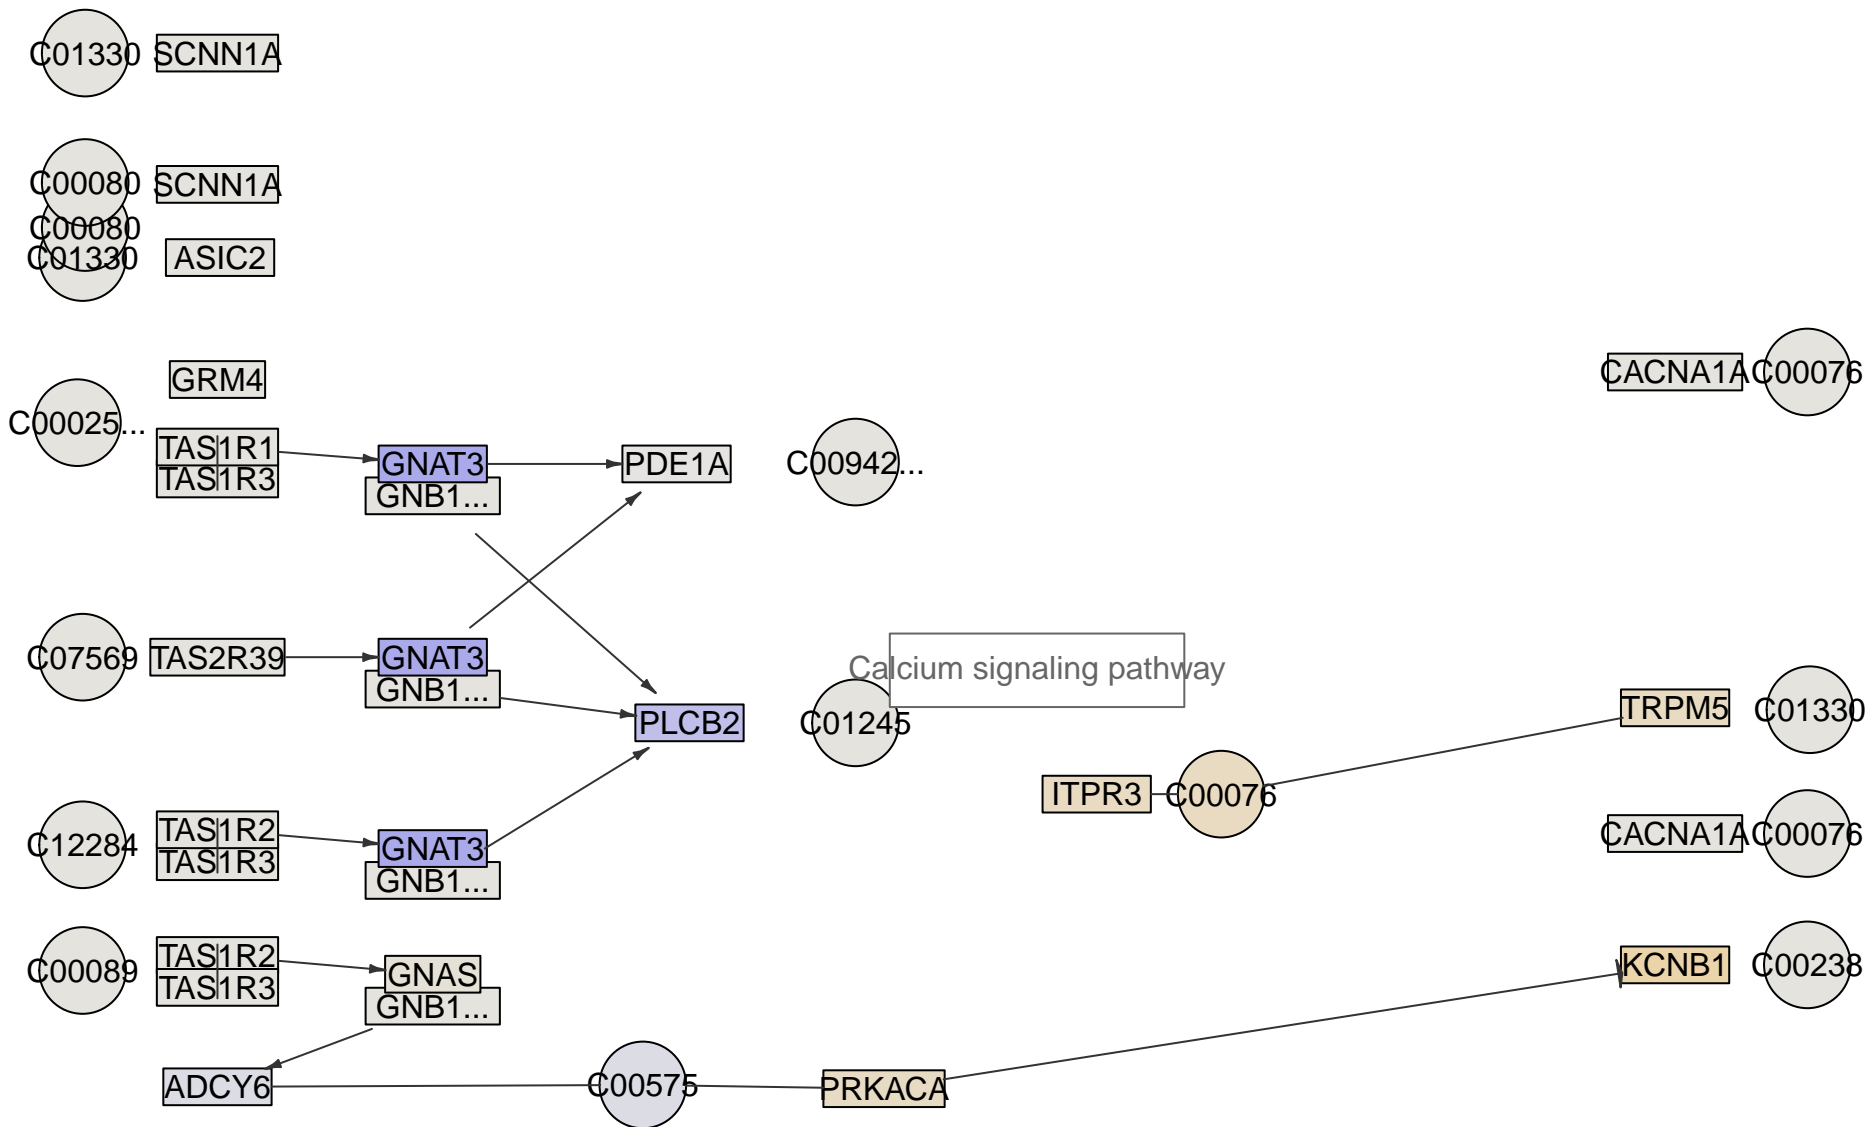 C01330 SCNN1A
C00080 SCNN1A
C00080
C01330 ASIC2
GRM4
CACNA1A C00076
C00025...
TAS1R1
GNAT3 PDE1A C00942...
TAS1R3
GNB1...
C07569 TAS2R39 GNAT3
Calcium signaling pathway
GNB1...
PLCB2 C01245
TRPM5 C01330
ITPR3 C00076
TAS1R2
C12284 GNAT3
CACNA1A C00076
TAS1R3
GNB1...
TAS1R2
C00089 GNAS
KCNB1 C00238
TAS1R3
GNB1...
ADCY6 C00575 PRKACA